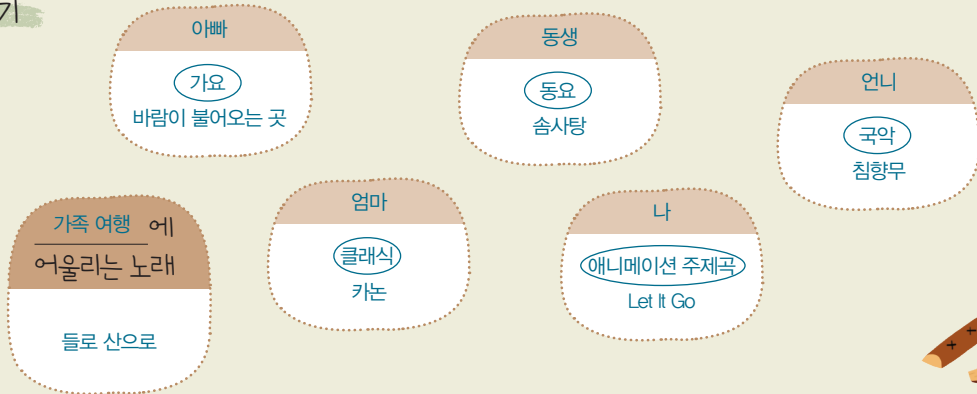 기
아빠
가요
바람이 불어오는 곳
동생
동요
솜사탕
언니
국악
침향무
가족 여행 에
어울리는 노래
들로 산으로
엄마
클래식
카논
나
애니메이션 주제곡
Let It Go